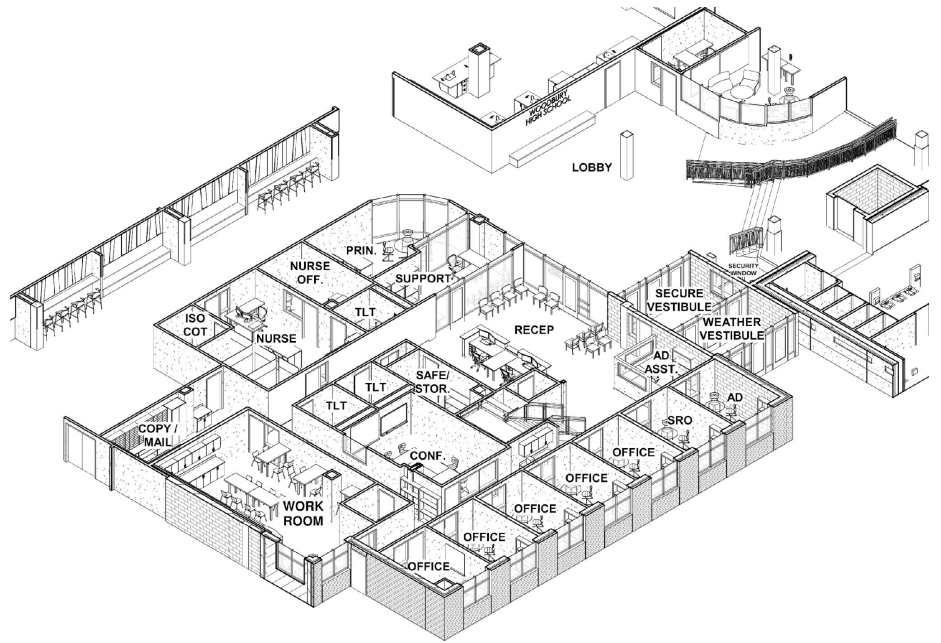 WOODBURY
HIGH SCHOOL
LOBBY
PRIN.
NURSE
OFF.
SUPPORT
SECURITY
WINDOW
SECURE
VESTIBULE
WEATHER
VESTIBULE
ISO
COT
NURSE
TLT
RECEP
AD
ASST.
SAFE/
STOR.
TLT
TLT
AD
SRO
COPY /
MAIL
CONF.
OFFICE
OFFICE
WORK
ROOM
OFFICE
OFFICE
OFFICE